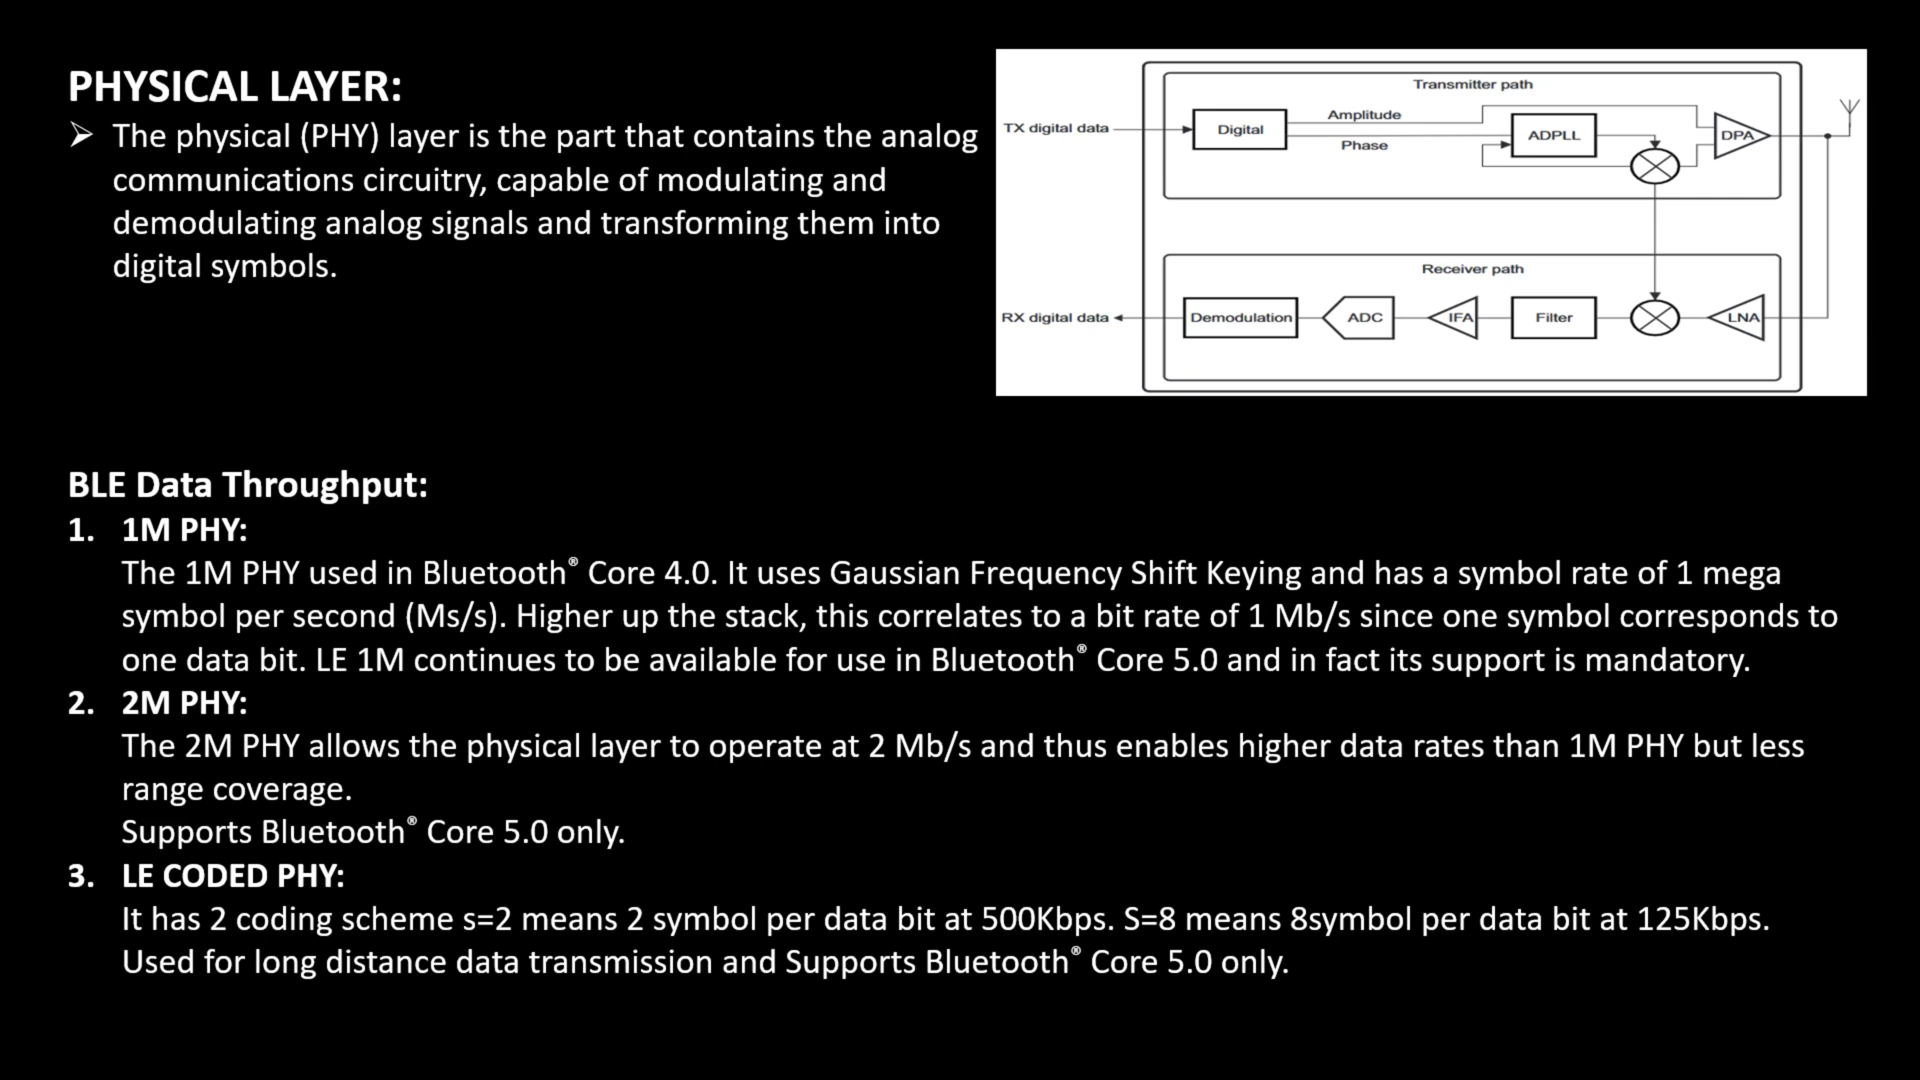 PHYSICAL LAYER:
➢ The physical (PHY) layer is the part that contains the analog
communications circuitry, capable of modulating and
demodulating analog signals and transforming them into
digital symbols.
Transmitter path
TX digital data
Digital
Amplitude
Phase
ADPLL
DPA
Receiver path
RX digital data
Demodulation
ADC
IFA
Filter
LNA
BLE Data Throughput:
1. 1M PHY:
The 1M PHY used in Bluetooth® Core 4.0. It uses Gaussian Frequency Shift Keying and has a symbol rate of 1 mega
symbol per second (Ms/s). Higher up the stack, this correlates to a bit rate of 1 Mb/s since one symbol corresponds to
one data bit. LE 1M continues to be available for use in Bluetooth® Core 5.0 and in fact its support is mandatory.
2. 2M PHY:
The 2M PHY allows the physical layer to operate at 2 Mb/s and thus enables higher data rates than 1M PHY but less
range coverage.
Supports Bluetooth® Core 5.0 only.
3. LE CODED PHY:
It has 2 coding scheme s=2 means 2 symbol per data bit at 500Kbps. S=8 means 8symbol per data bit at 125Kbps.
Used for long distance data transmission and Supports Bluetooth® Core 5.0 only.